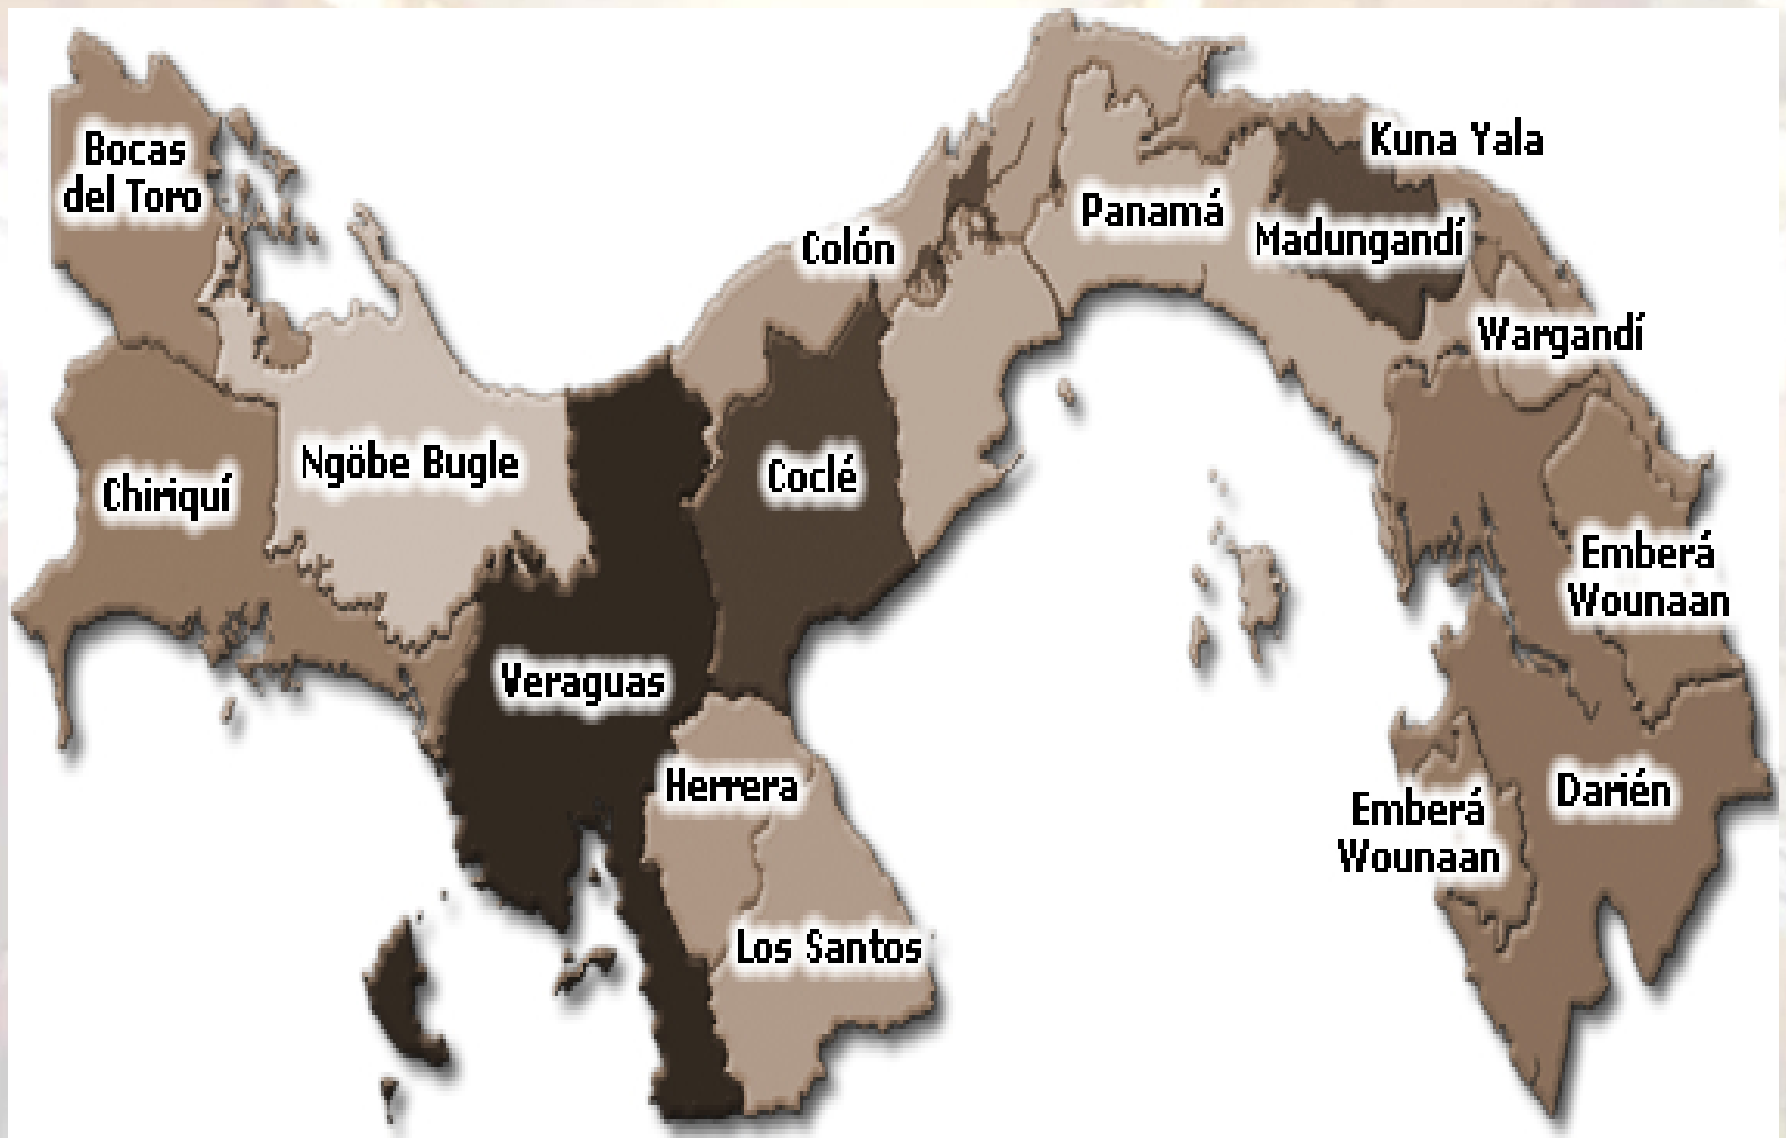 Bocas
del Toro
Kuna Yala
Panamá
Colón
Madungandí
Wargandí
Ngöbe Bugle
Chiriquí
Coclé
Emberá
Wounaan
Veraguas
Herrera
Darién
Emberá
Wounaan
Los Santos